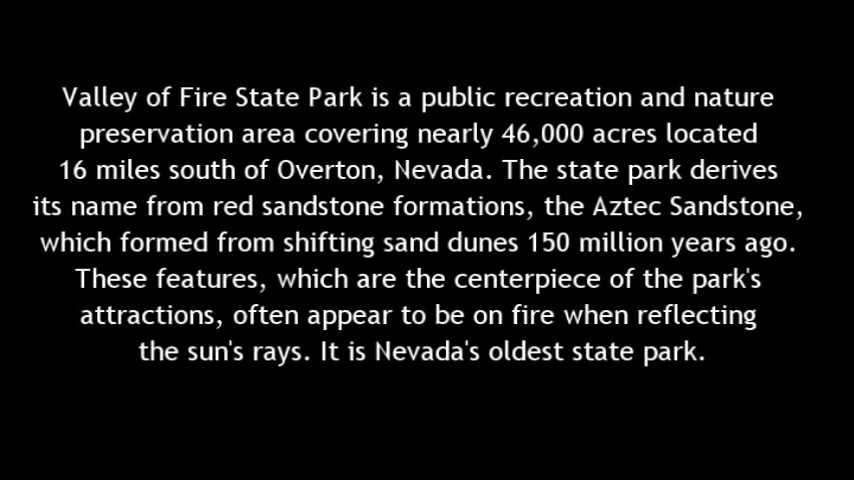 Valley of Fire State Park is a public recreation and nature
preservation area covering nearly 46,000 acres located
16 miles south of Overton, Nevada. The state park derives
its name from red sandstone formations, the Aztec Sandstone,
which formed from shifting sand dunes 150 million years ago.
These features, which are the centerpiece of the park's
attractions, often appear to be on fire when reflecting
the sun's rays. It is Nevada's oldest state park.